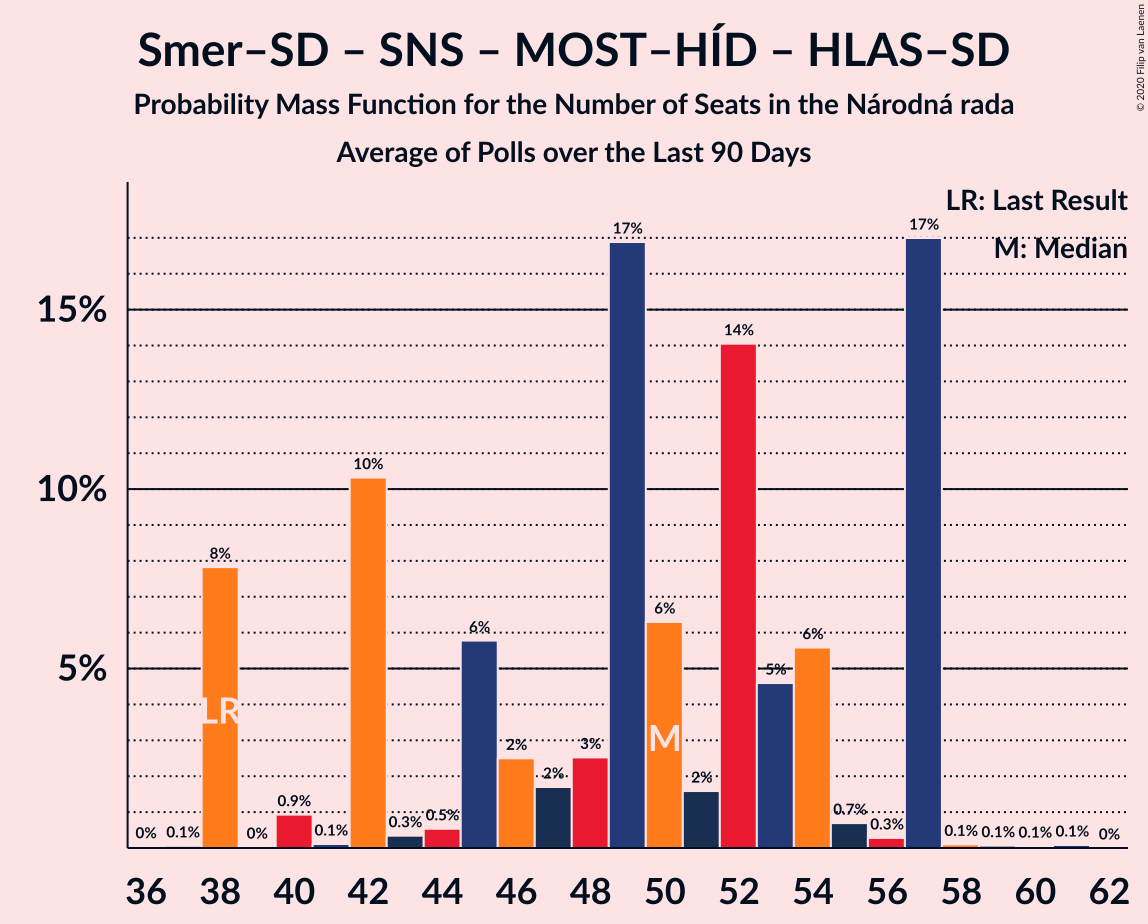 Smer–SD – SNS – MOST–HÍD – HLAS–SD
Probability Mass Function for the Number of Seats in the Národná rada
Average of Polls over the Last 90 Days
© 2020 Filip van Laenen
LR: Last Result
M: Median
15%
10%
5%
0% 0.1% 8% 0% 0.9% 0.1% 10% 0.3% 0.5% 6% 2% 2% 3% 17% 6% 2% 14% 5% 6% 0.7% 0.3% 17% 0.1% 0.1% 0.1% 0.1% 0%
LR M
36 38 40 42 44 46 48 50 52 54 56 58 60 62